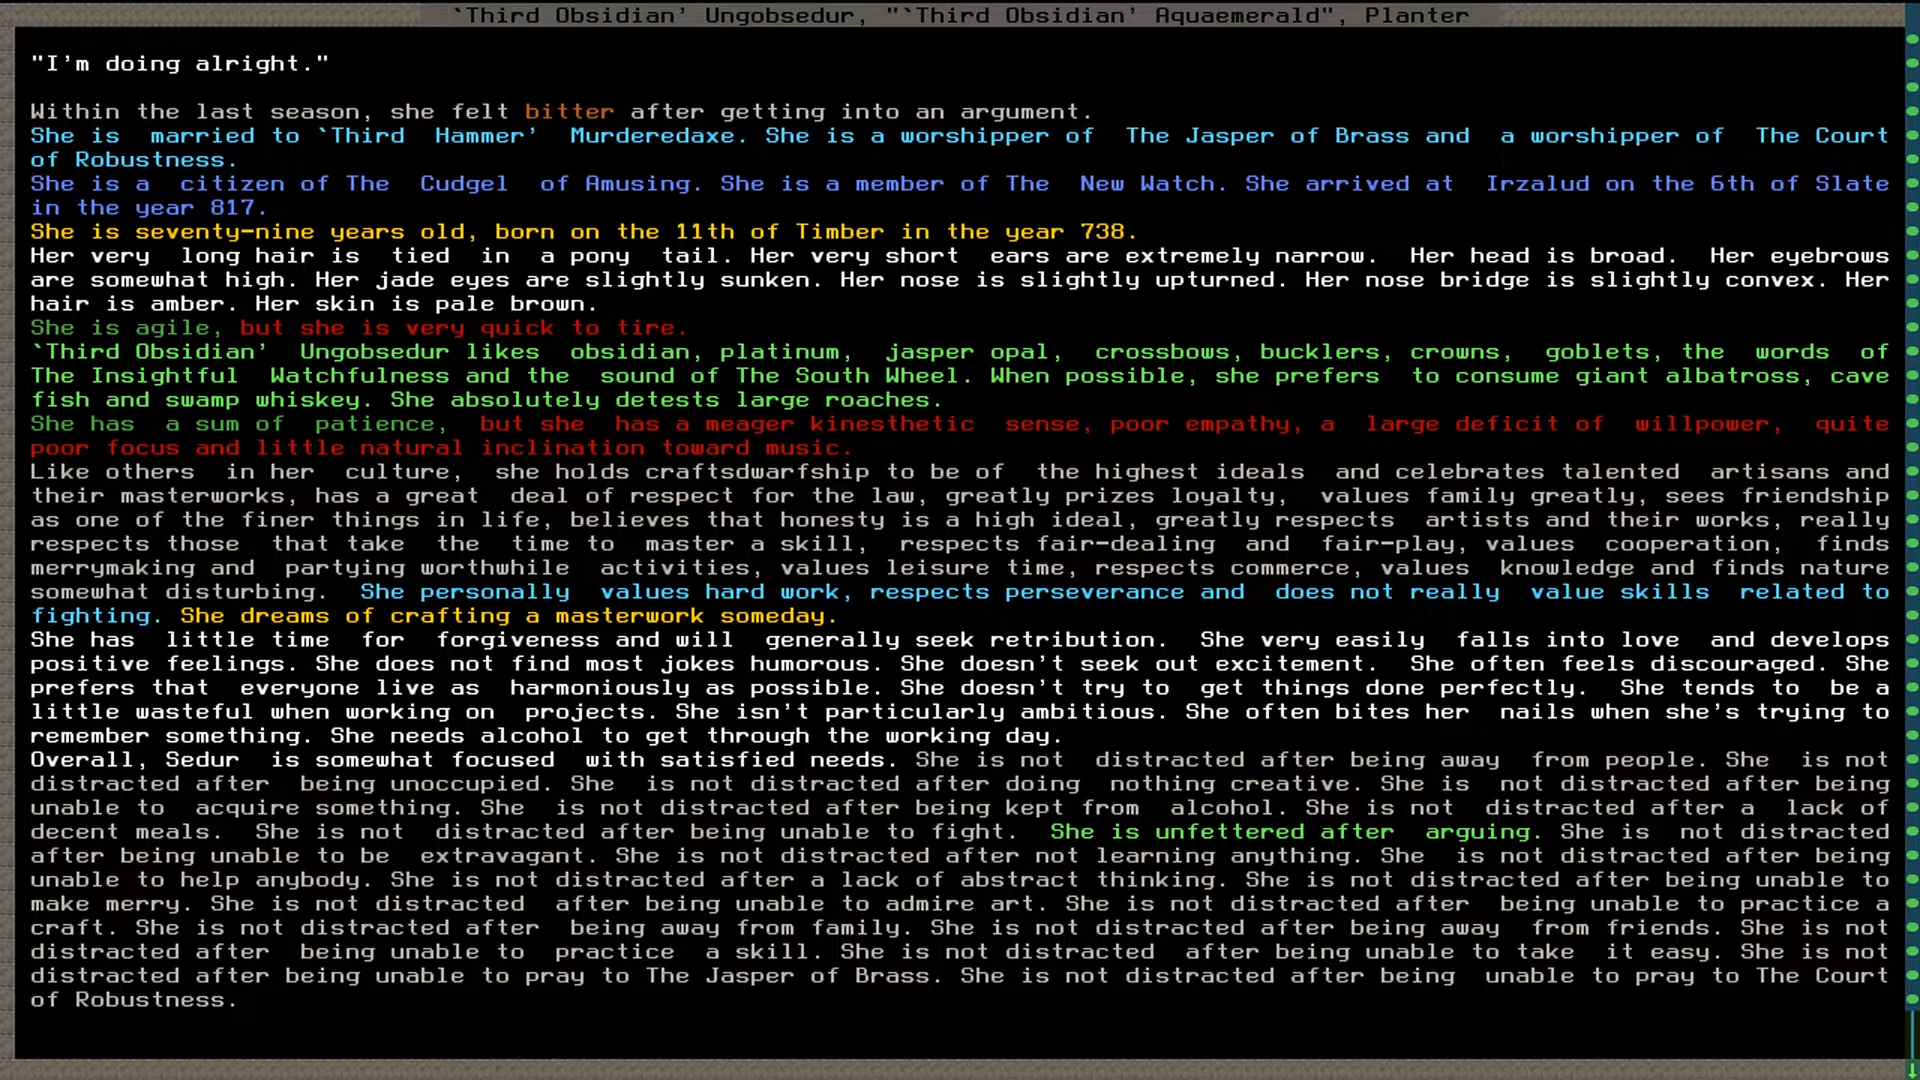 `Third Obsidian' Ungobsedur, "`Third Obsidian' Aquaemerald", Planter
"I'm doing alright."
Within the last season, she felt bitter after getting into an argument.
She is married to `Third Hammer' Murderedaxe. She is a worshipper of The Jasper of Brass and a worshipper of The Court
of Robustness.
She is a citizen of The Cudgel of Amusing. She is a member of The New Watch. She arrived at Irzalud on the 6th of Slate
in the year 817.
She is seventy-nine years old, born on the 11th of Timber in the year 738.
Her very long hair is tied in a pony tail. Her very short ears are extremely narrow. Her head is broad. Her eyebrows
are somewhat high. Her jade eyes are slightly sunken. Her nose is slightly upturned. Her nose bridge is slightly convex. Her
hair is amber. Her skin is pale brown.
She is agile, but she is very quick to tire.
`Third Obsidian' Ungobsedur likes obsidian, platinum, jasper opal, crossbows, bucklers, crowns, goblets, the words of
The Insightful Watchfulness and the sound of The South Wheel. When possible, she prefers to consume giant albatross, cave
fish and swamp whiskey. She absolutely detests large roaches.
She has a sum of patience, but she has a meager kinesthetic sense, poor empathy, a large deficit of willpower, quite
poor focus and little natural inclination toward music.
Like others in her culture, she holds craftsdwarfship to be of the highest ideals and celebrates talented artisans and
their masterworks, has a great deal of respect for the law, greatly prizes loyalty, values family greatly, sees friendship
as one of the finer things in life, believes that honesty is a high ideal, greatly respects artists and their works, really
respects those that take the time to master a skill, respects fair-dealing and fair-play, values cooperation, finds
merrymaking and partying worthwhile activities, values leisure time, respects commerce, values knowledge and finds nature
somewhat disturbing. She personally values hard work, respects perseverance and does not really value skills related to
fighting. She dreams of crafting a masterwork someday.
She has little time for forgiveness and will generally seek retribution. She very easily falls into love and develops
positive feelings. She does not find most jokes humorous. She doesn't seek out excitement. She often feels discouraged. She
prefers that everyone live as harmoniously as possible. She doesn't try to get things done perfectly. She tends to be a
little wasteful when working on projects. She isn't particularly ambitious. She often bites her nails when she's trying to
remember something. She needs alcohol to get through the working day.
Overall, Sedur is somewhat focused with satisfied needs. She is not distracted after being away from people. She is not
distracted after being unoccupied. She is not distracted after doing nothing creative. She is not distracted after being
unable to acquire something. She is not distracted after being kept from alcohol. She is not distracted after a lack of
decent meals. She is not distracted after being unable to fight. She is unfettered after arguing. She is not distracted
after being unable to be extravagant. She is not distracted after not learning anything. She is not distracted after being
unable to help anybody. She is not distracted after a lack of abstract thinking. She is not distracted after being unable to
make merry. She is not distracted after being unable to admire art. She is not distracted after being unable to practice a
craft. She is not distracted after being away from family. She is not distracted after being away from friends. She is not
distracted after being unable to practice a skill. She is not distracted after being unable to take it easy. She is not
distracted after being unable to pray to The Jasper of Brass. She is not distracted after being unable to pray to The Court
of Robustness.